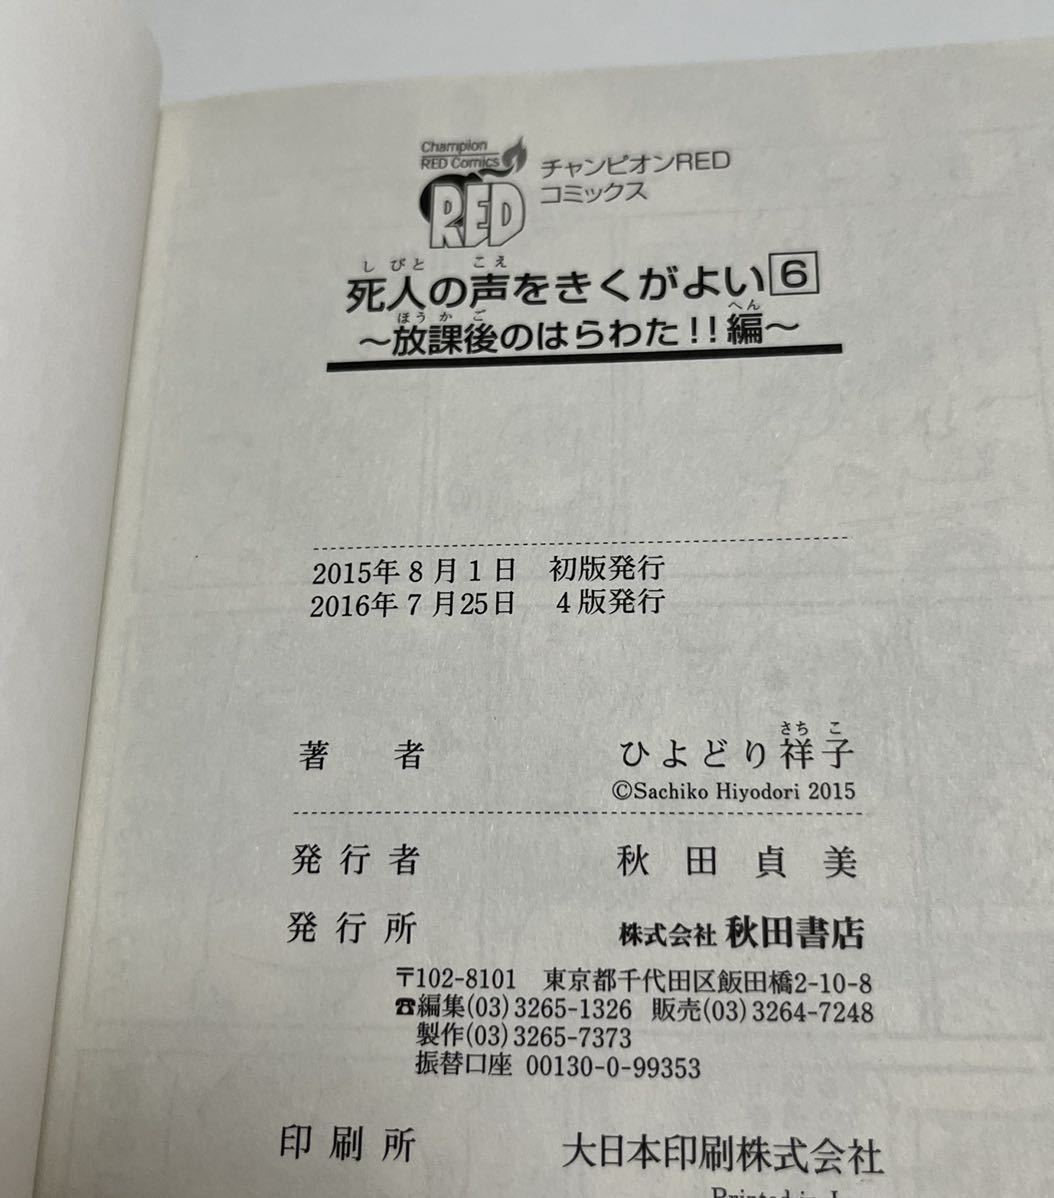 Champion
RED Comics
RED
チャンピオンRED
コミックス
しびと こえ
死人の声をきくがよい6
ほうかご へん
～放課後のはらわた!!編～
2015年8月1日 初版発行
2016年7月25日 4版発行
さち こ
著者 ひよどり祥子
©Sachiko Hiyodori 2015
発行者 秋田貞美
発行所 株式会社 秋田書店
〒102-8101 東京都千代田区飯田橋2-10-8
☎編集(03)3265-1326 販売(03)3264-7248
製作(03)3265-7373
振替口座 00130-0-99353
印刷所 大日本印刷株式会社
Printed in